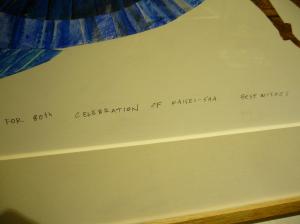 FOR 80th CELEBRATION OF KAISEI-SHA BEST WISHES